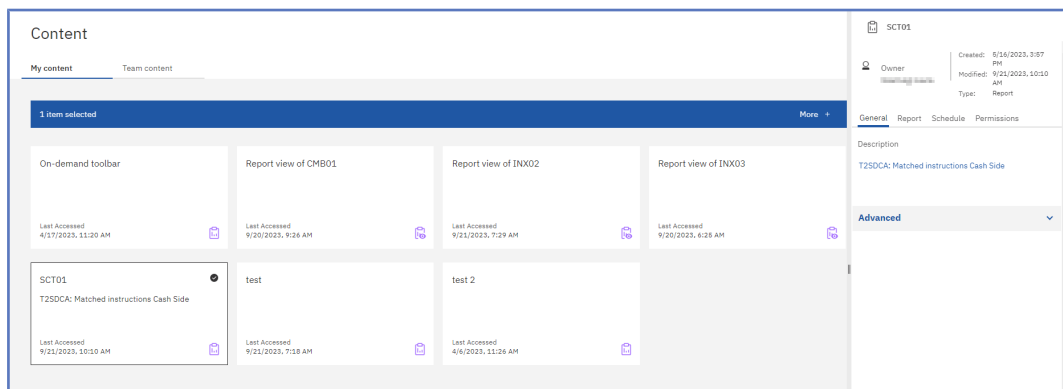 Content
My content
Team content
1 item selected
More +
On-demand toolbar
Last Accessed
4/17/2023, 11:20 AM
Report view of CMB01
Last Accessed
9/20/2023, 9:26 AM
Report view of INX02
Last Accessed
9/21/2023, 7:29 AM
Report view of INX03
Last Accessed
9/20/2023, 6:25 AM
SCT01
T2SDCA: Matched instructions Cash Side
Last Accessed
9/21/2023, 10:10 AM
test
Last Accessed
9/21/2023, 7:18 AM
test 2
Last Accessed
4/6/2023, 11:26 AM
SCT01
Owner
Created: 5/16/2023, 3:57
PM
Modified: 9/21/2023, 10:10
AM
Type: Report
General Report Schedule Permissions
Description
T2SDCA: Matched instructions Cash Side
Advanced